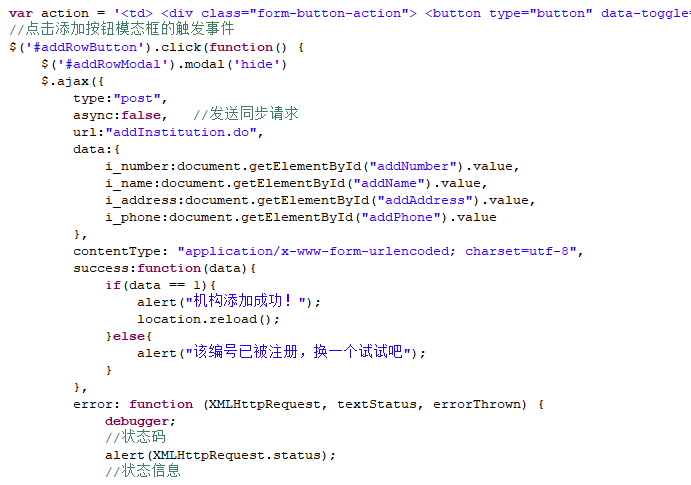 var action = '<td> <div class="form-button-action"> <button type="button" data-toggle=
//点击添加按钮模态框的触发事件
$('#addRowButton').click(function() {
    $('#addRowModal').modal('hide')
    $.ajax({
        type:"post",
        async:false,   //发送同步请求
        url:"addInstitution.do",
        data:{
            i_number:document.getElementById("addNumber").value,
            i_name:document.getElementById("addName").value,
            i_address:document.getElementById("addAddress").value,
            i_phone:document.getElementById("addPhone").value
        },
        contentType: "application/x-www-form-urlencoded; charset=utf-8",
        success:function(data){
            if(data == 1){
                alert("机构添加成功！");
                location.reload();
            }else{
                alert("该编号已被注册，换一个试试吧");
            }
        },
        error: function (XMLHttpRequest, textStatus, errorThrown) {
            debugger;
            //状态码
            alert(XMLHttpRequest.status);
            //状态信息